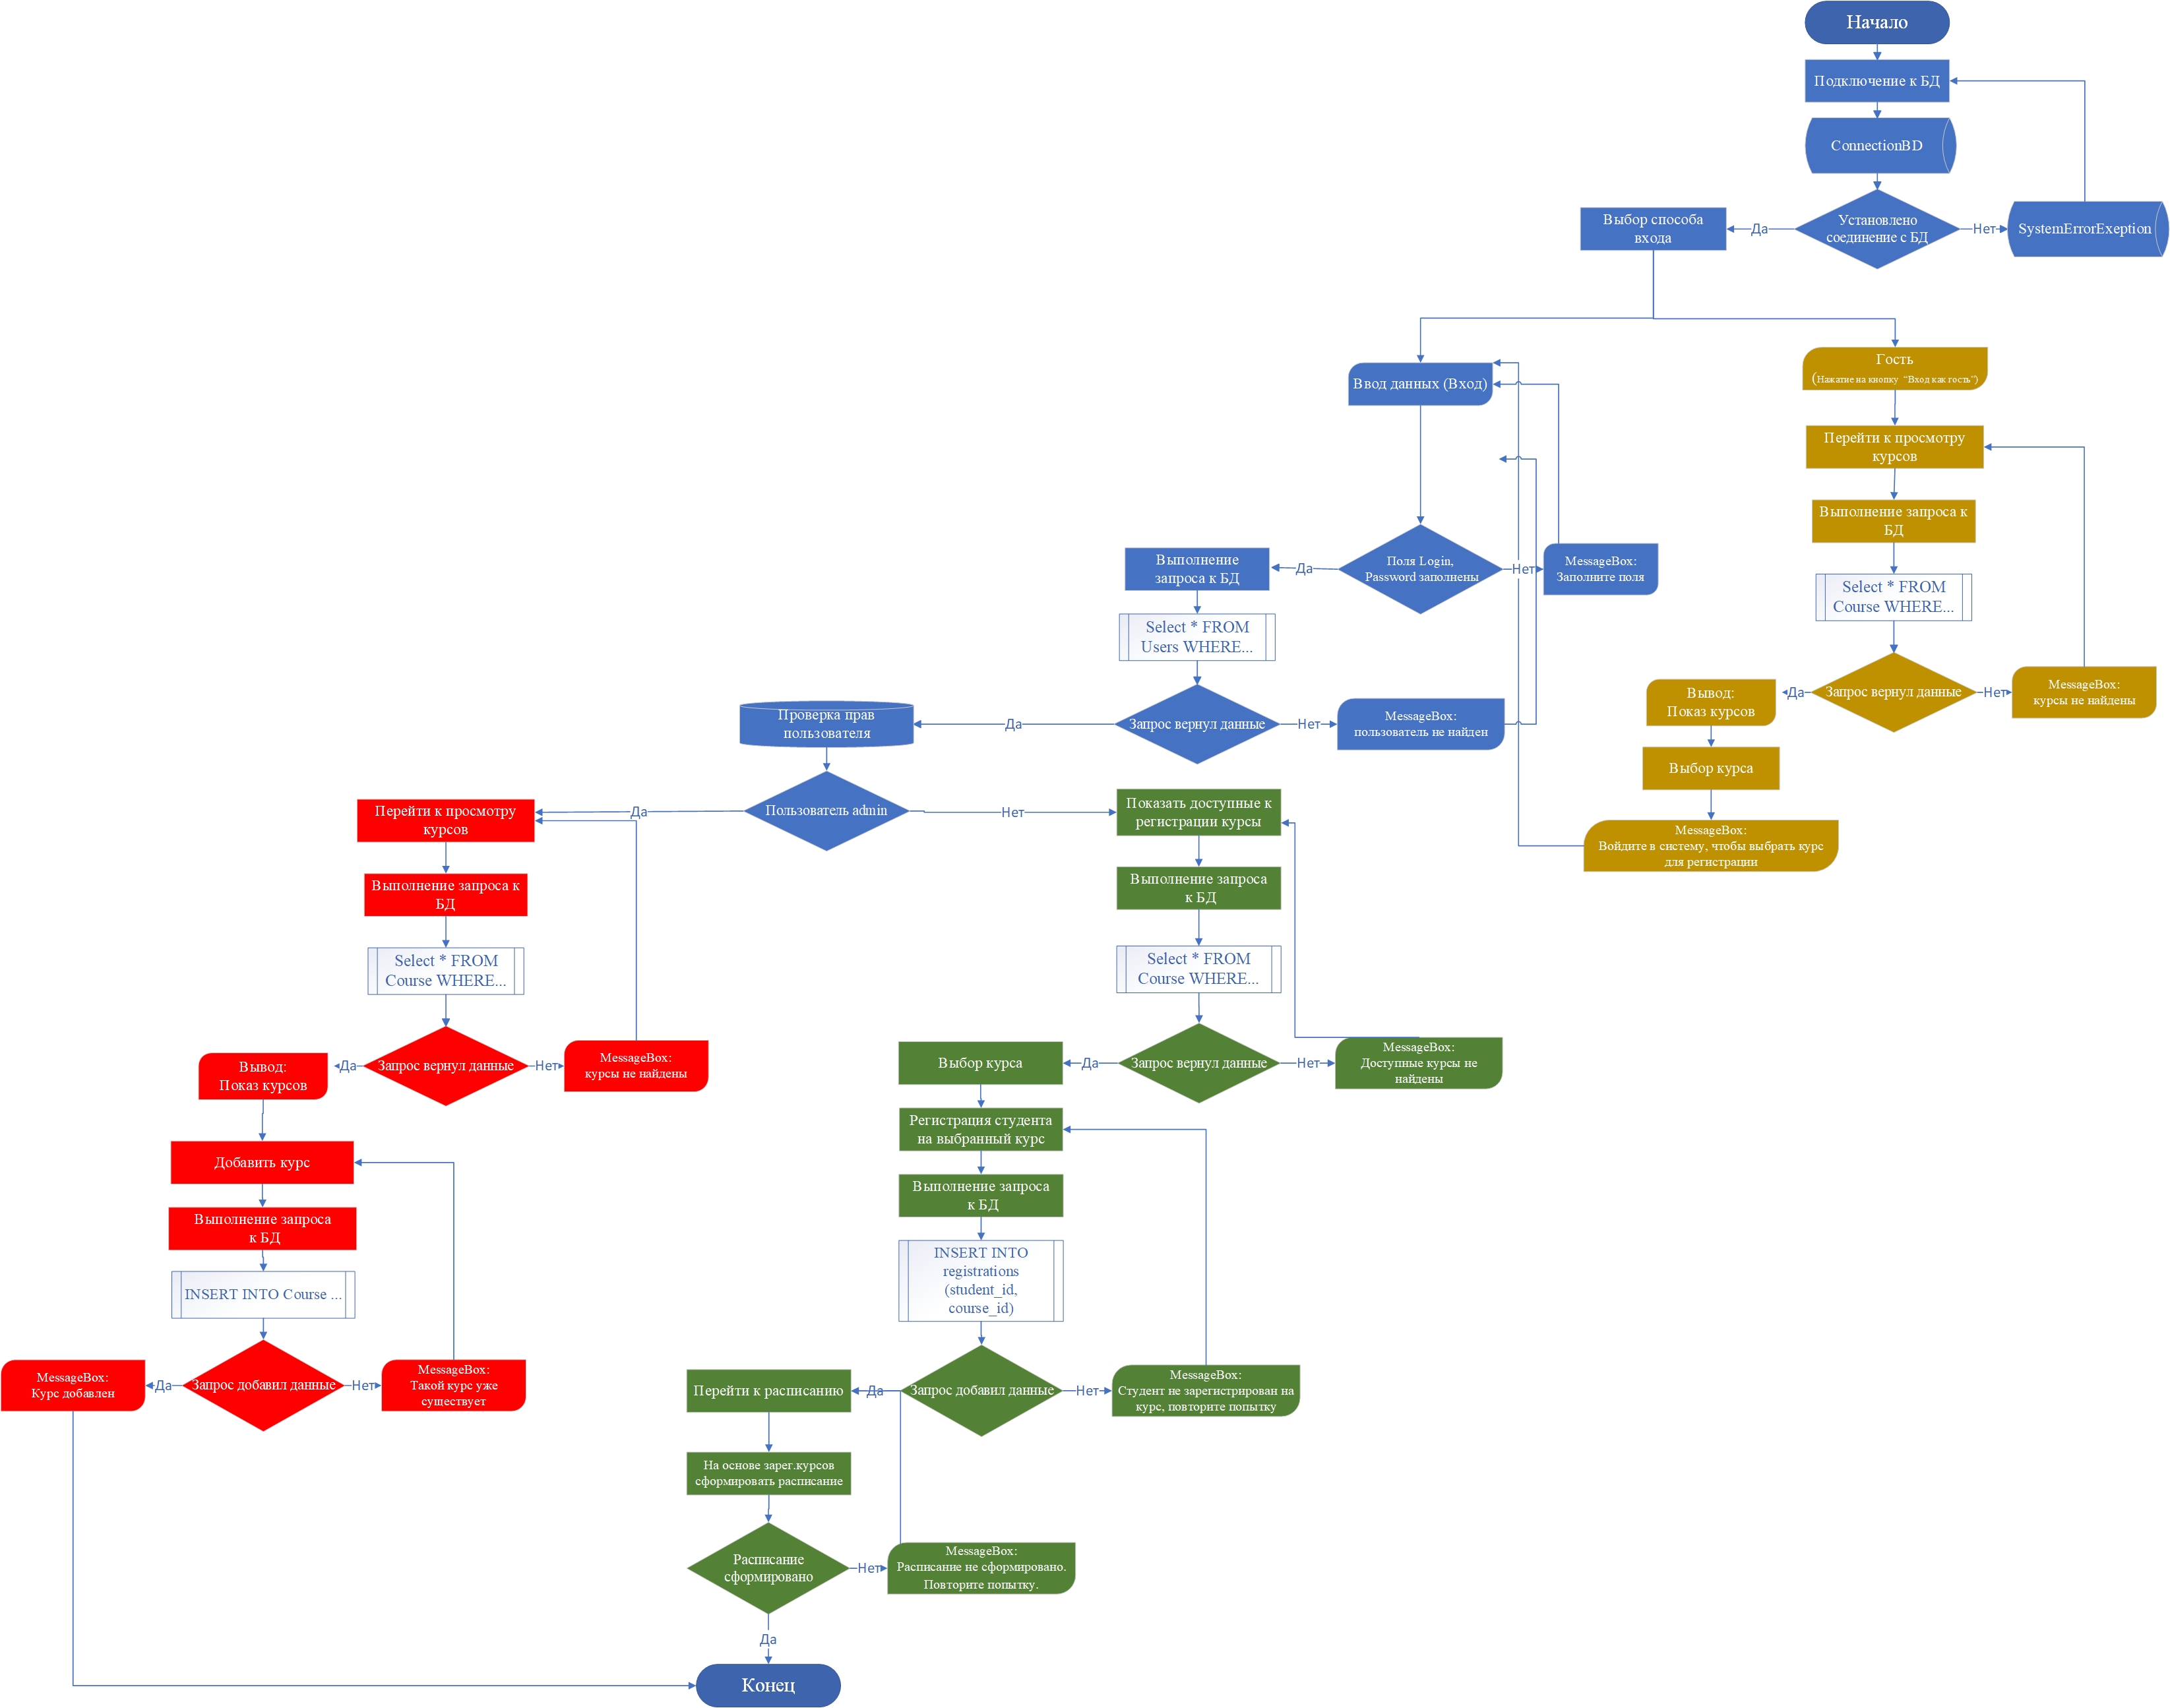 Начало
Подключение к БД
ConnectionBD
Установлено
соединение с БД
Да
Нет
SystemErrorExeption
Выбор способа
входа
Ввод данных (Вход)
Гость
(Нажатие на кнопку “Вход как гость”)
Перейти к просмотру
курсов
Выполнение запроса к
БД
Select * FROM
Course WHERE...
Запрос вернул данные
Да
Нет
MessageBox:
курсы не найдены
Вывод:
Показ курсов
Выбор курса
MessageBox:
Войдите в систему, чтобы выбрать курс
для регистрации
Поля Login,
Password заполнены
Да
Нет
MessageBox:
Заполните поля
Выполнение
запроса к БД
Select * FROM
Users WHERE...
Запрос вернул данные
Да
Нет
MessageBox:
пользователь не найден
Проверка прав
пользователя
Пользователь admin
Да
Нет
Перейти к просмотру
курсов
Выполнение запроса к
БД
Select * FROM
Course WHERE...
Запрос вернул данные
Да
Нет
MessageBox:
курсы не найдены
Вывод:
Показ курсов
Добавить курс
Выполнение запроса
к БД
INSERT INTO Course ...
Запрос добавил данные
Да
Нет
MessageBox:
Курс добавлен
MessageBox:
Такой курс уже
существует
Показать доступные к
регистрации курсы
Выполнение запроса
к БД
Select * FROM
Course WHERE...
Запрос вернул данные
Да
Нет
MessageBox:
Доступные курсы не
найдены
Выбор курса
Регистрация студента
на выбранный курс
Выполнение запроса
к БД
INSERT INTO
registrations
(student_id,
course_id)
Запрос добавил данные
Да
Нет
MessageBox:
Студент не зарегистрирован на
курс, повторите попытку
Перейти к расписанию
На основе зарег.курсов
сформировать расписание
Расписание
сформировано
Нет
MessageBox:
Расписание не сформировано.
Повторите попытку.
Да
Конец